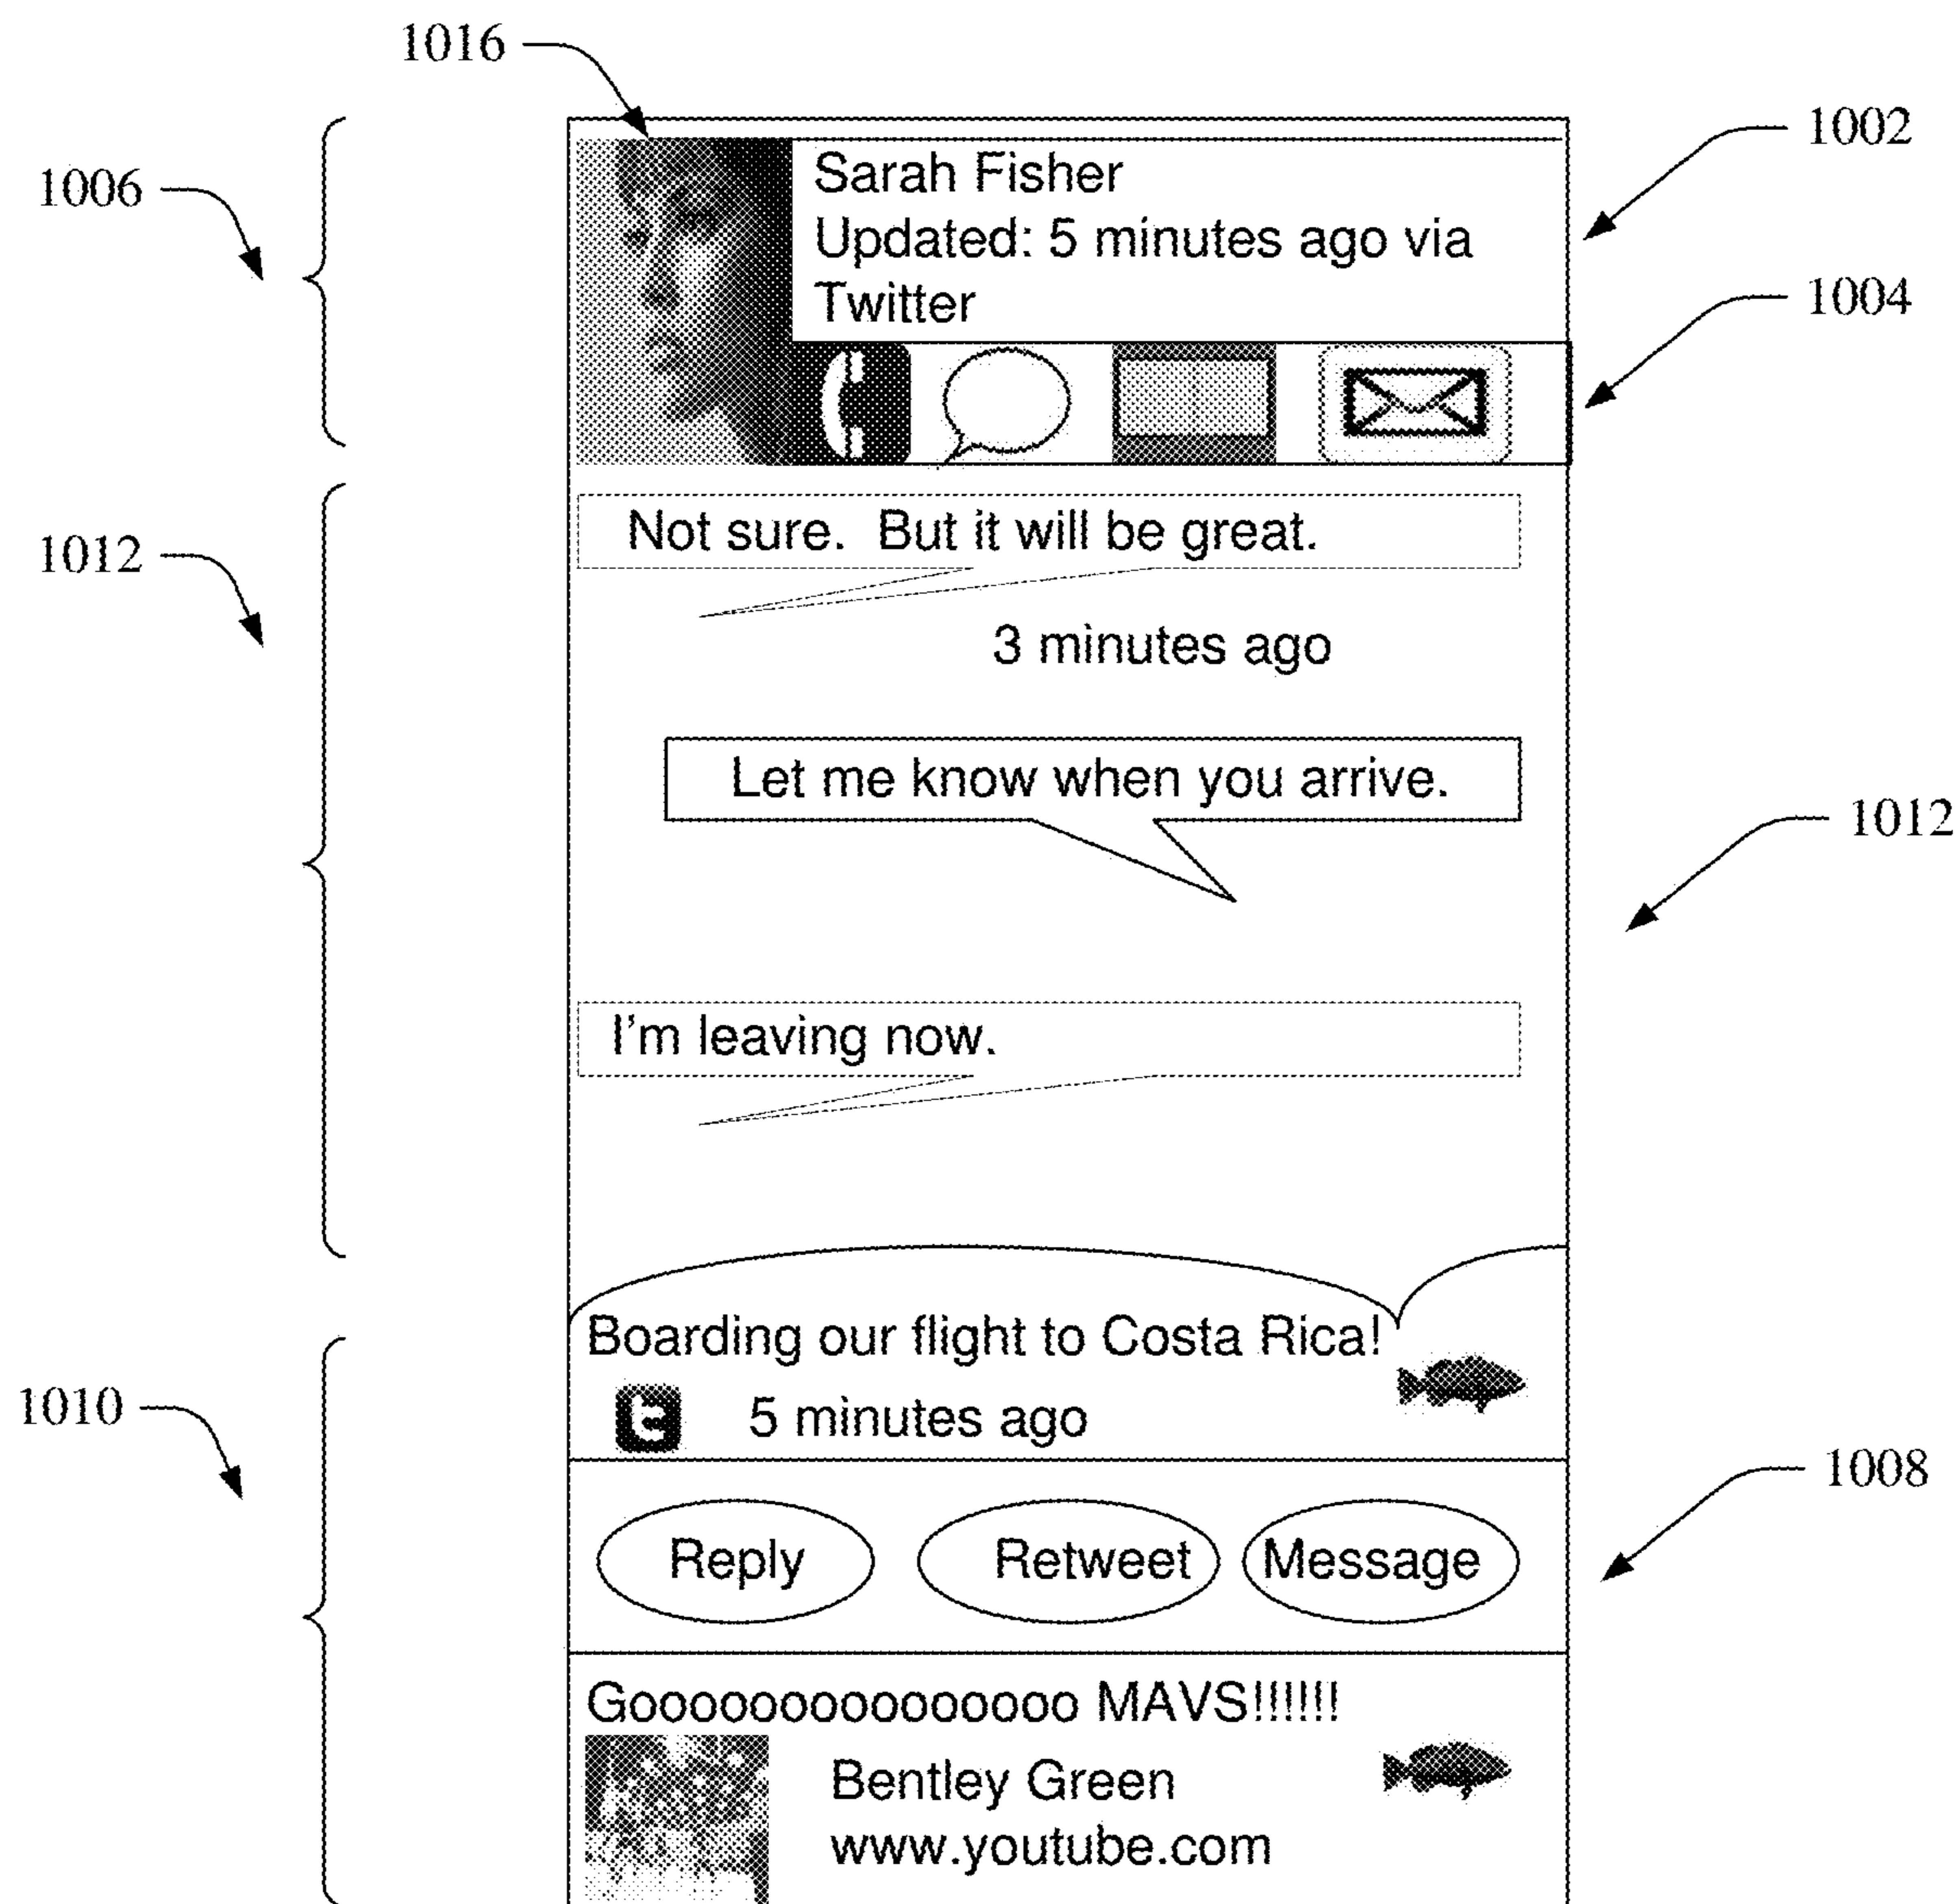 1016
1002
1006
Sarah Fisher
Updated: 5 minutes ago via
Twitter
1004
Not sure. But it will be great.
1012
3 minutes ago
Let me know when you arrive.
1012
I'm leaving now.
Boarding our flight to Costa Rica!
t 5 minutes ago
1010
1008
Reply Retweet Message
Gooooooooooooooo MAVS!!!!!!
Bentley Green
www.youtube.com